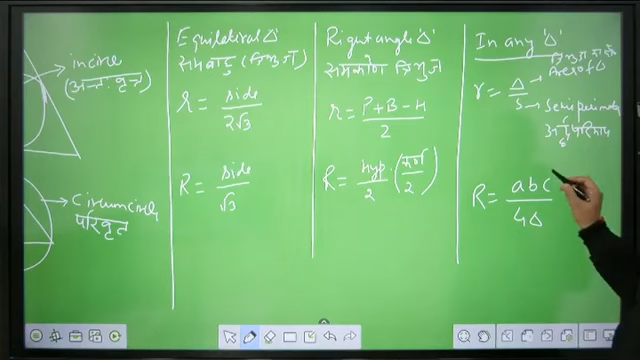 incircle
(अन्तः वृत्त)
Circumcircle
परिवृत्त
Equilateral Δ
समबाहु (त्रिभुज)
r = side / 2√3
R = side / √3
Right angle 'Δ'
समकोण त्रिभुज
r = P + B - H / 2
R = Hyp. / 2 (कर्ण / 2)
In any 'Δ'
त्रिभुज
r = Δ / S
Area of Δ
Semi perimeter
अर्द्ध परिमाप
R = abc / 4Δ